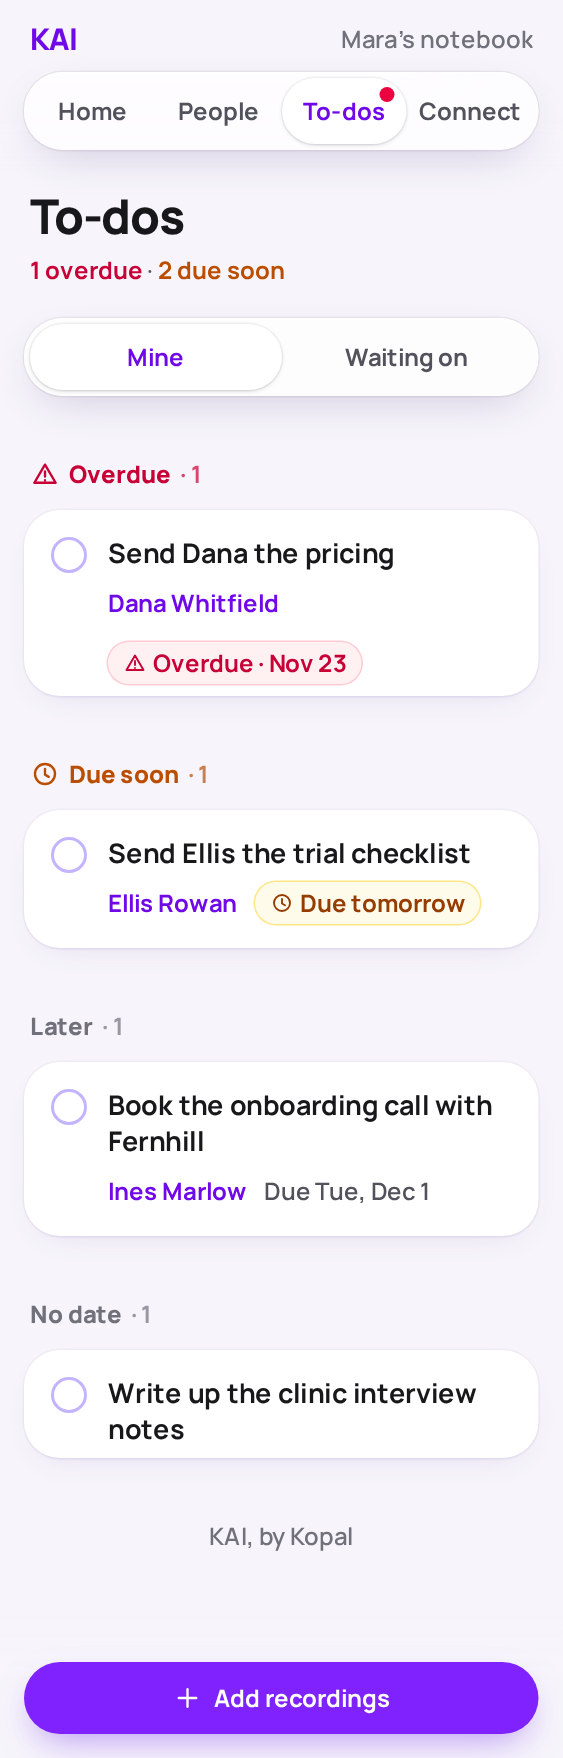 KAI
Mara's notebook
Home People To-dos Connect
To-dos
1 overdue · 2 due soon
Mine Waiting on
Overdue · 1
Send Dana the pricing
Dana Whitfield
Overdue · Nov 23
Due soon · 1
Send Ellis the trial checklist
Ellis Rowan Due tomorrow
Later · 1
Book the onboarding call with
Fernhill
Ines Marlow Due Tue, Dec 1
No date · 1
Write up the clinic interview
notes
KAI, by Kopal
Add recordings